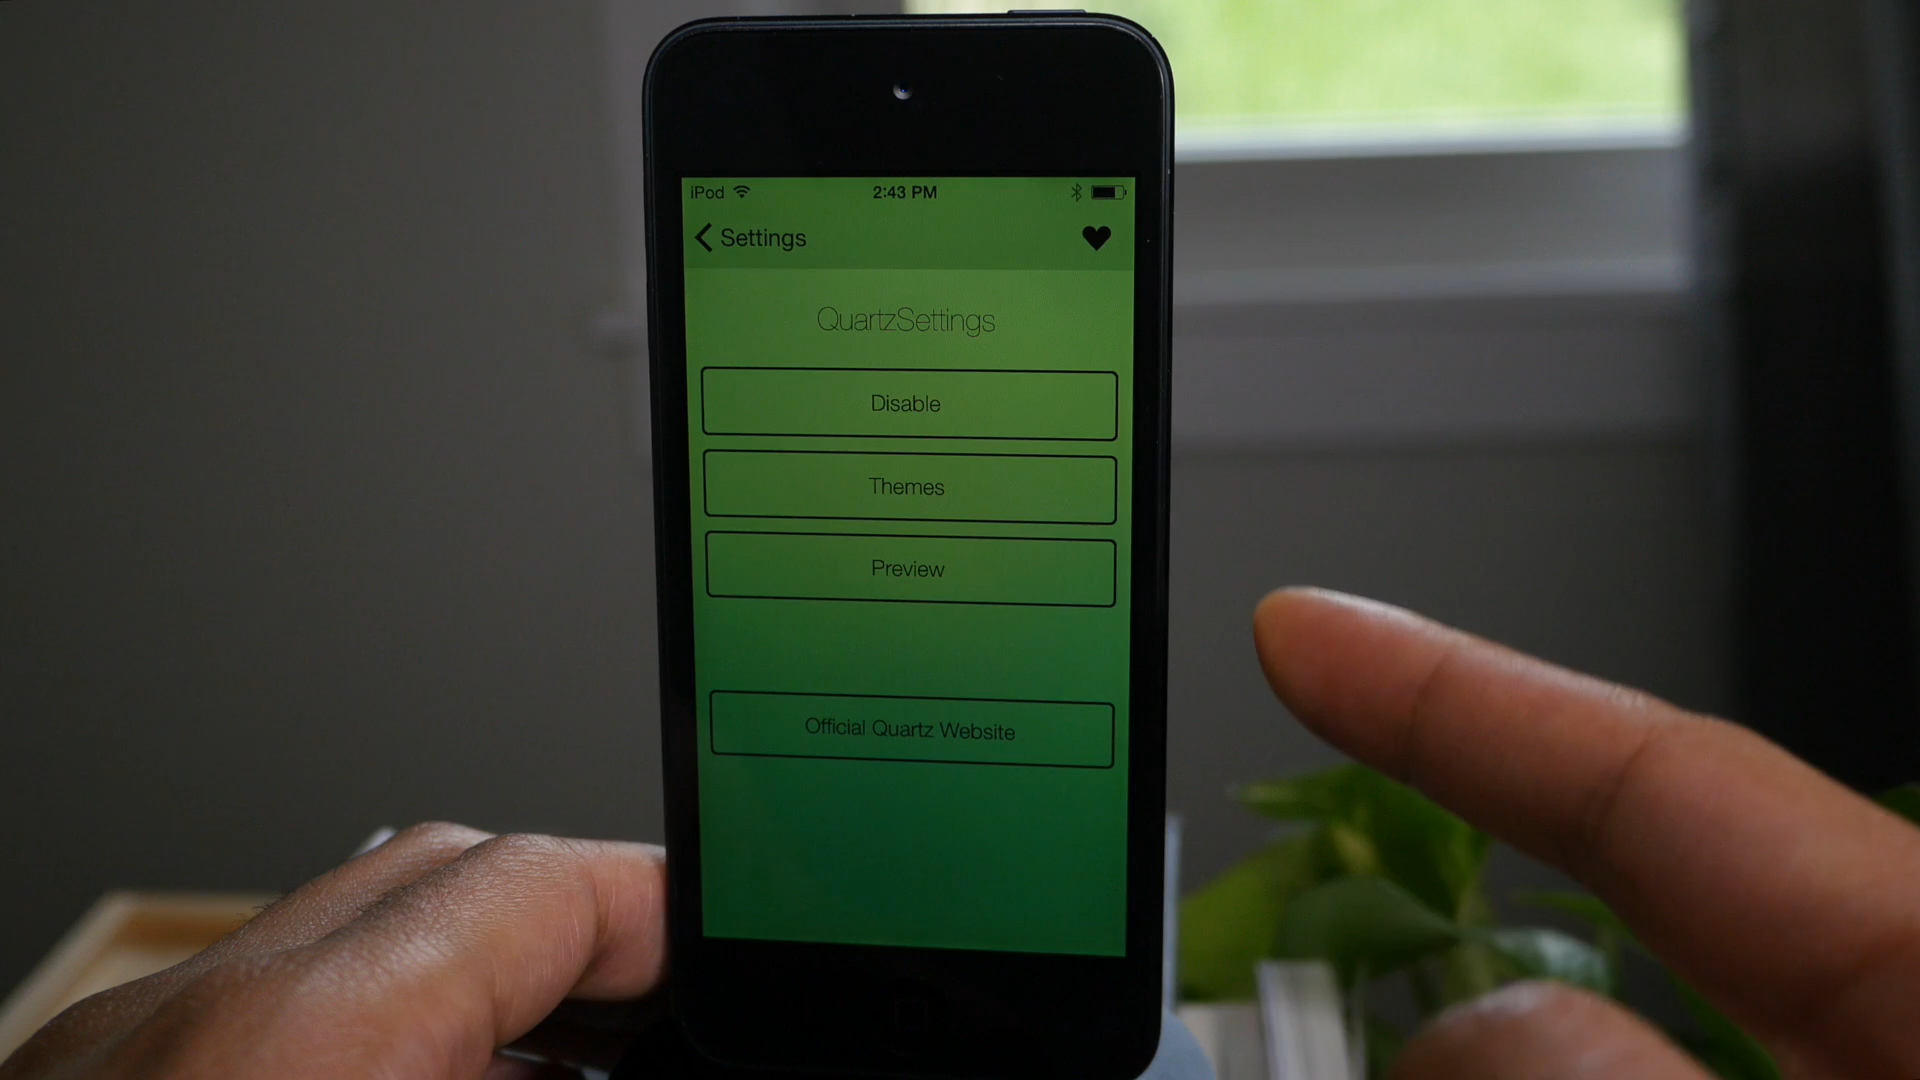 iPod 2:43 PM
Settings
QuartzSettings
Disable
Themes
Preview
Official Quartz Website